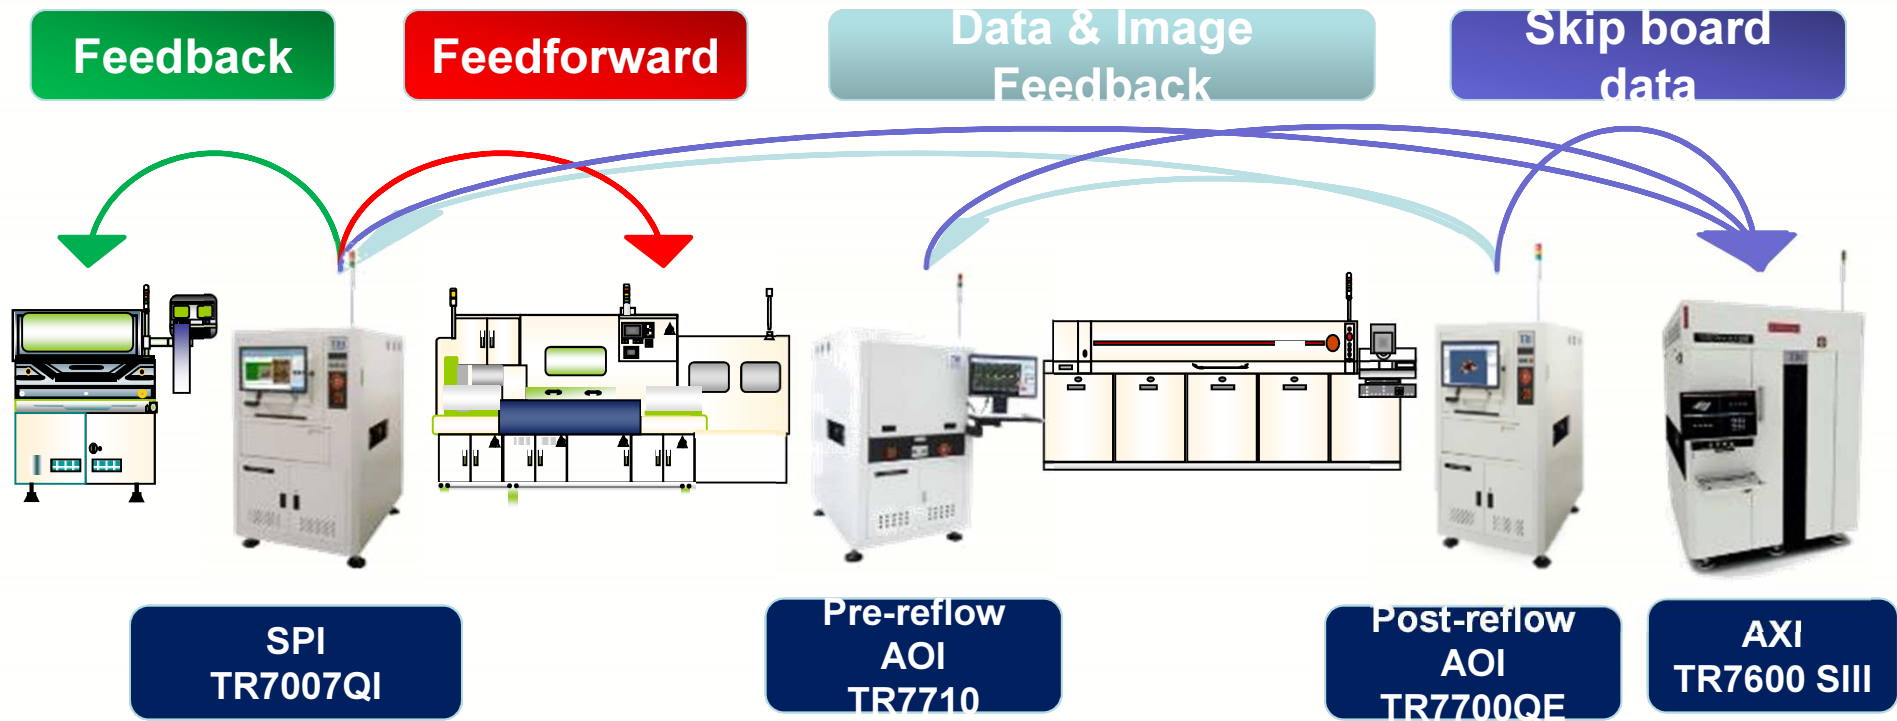 Feedback
Feedforward
Data & Image
Feedback
Skip board
data
SPI
TR7007QI
Pre-reflow
AOI
TR7710
Post-reflow
AOI
TR7700QE
AXI
TR7600 SIII